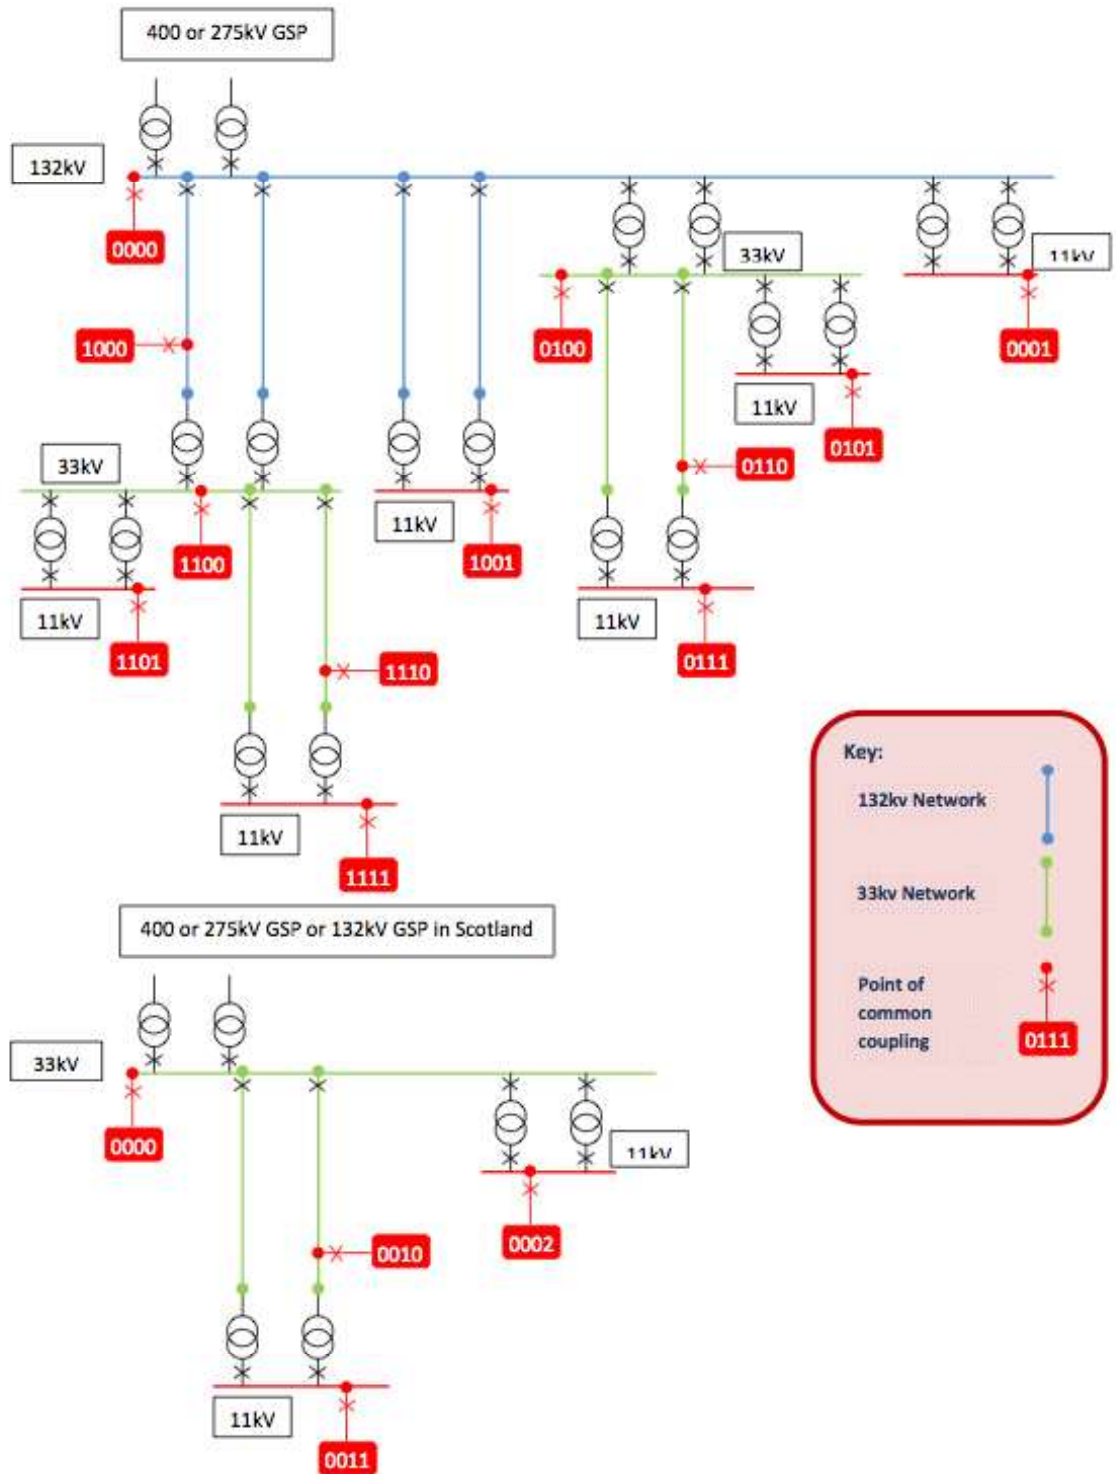 400 or 275kV GSP
132kV
0000
33kV
11kV
1000
0100
0001
11kV
0101
33kV
0110
11kV
1100
1001
11kV
11kV
1101
0111
1110
Key:
132kv Network
11kV
1111
33kv Network
400 or 275kV GSP or 132kV GSP in Scotland
Point of
common
coupling
0111
33kV
0000
11kV
0002
0010
11kV
0011